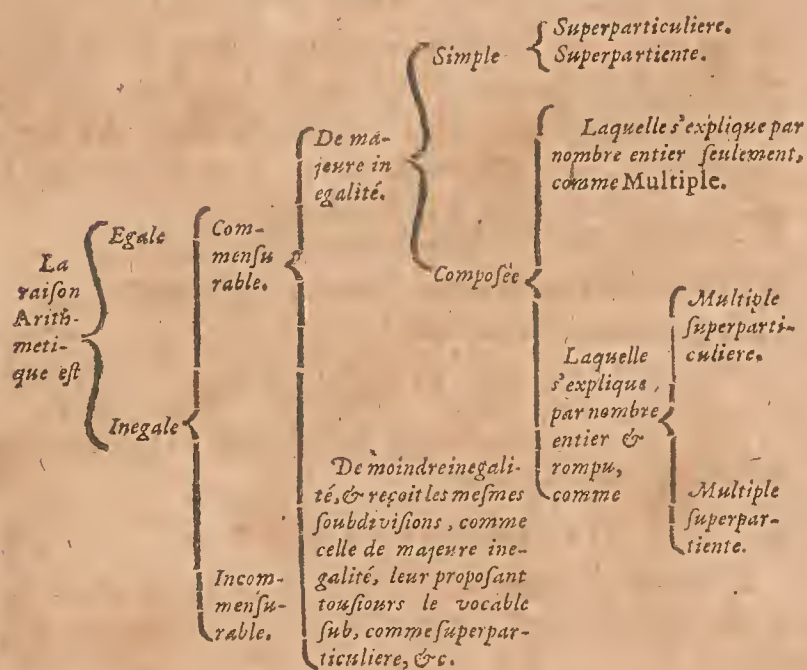 La
raiſon
Arith-
meti-
que eſt
Egale
Inegale
Com-
menſu
rable.
Incom-
menſu-
rable.
De ma-
jeure in
egalité.
De moindre inegali-
té, & reçoit les meſmes
ſoubdiviſions, comme
celle de majeure ine-
galité, leur propoſant
touſiours le vocable
ſub, comme ſuperpar-
ticuliere, &c.
Simple
Compoſée
Superparticuliere.
Superpartiente.
Laquelle s'explique par
nombre entier ſeulement,
comme Multiple.
Laquelle
s'explique
par nombre
entier &
rompu,
comme
Multiple
ſuperparti-
culiere.
Multiple
ſuperpar-
tiente.